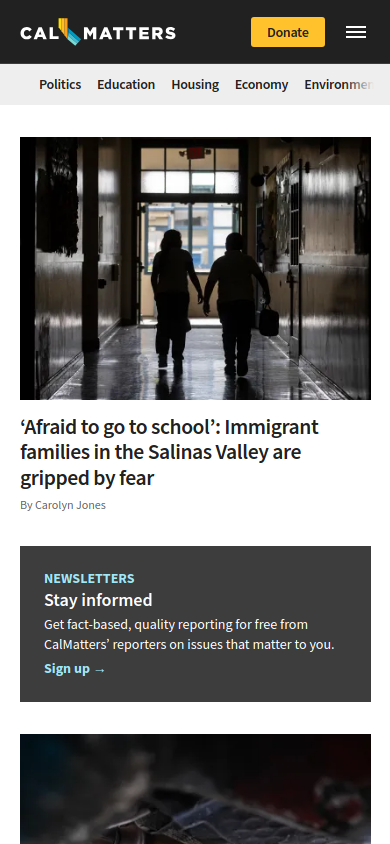 CAL MATTERS
Donate
Politics Education Housing Economy
‘Afraid to go to school’: Immigrant
families in the Salinas Valley are
gripped by fear
By Carolyn Jones
NEWSLETTERS
Stay informed
Get fact-based, quality reporting for free from
CalMatters’ reporters on issues that matter to you.
Sign up →